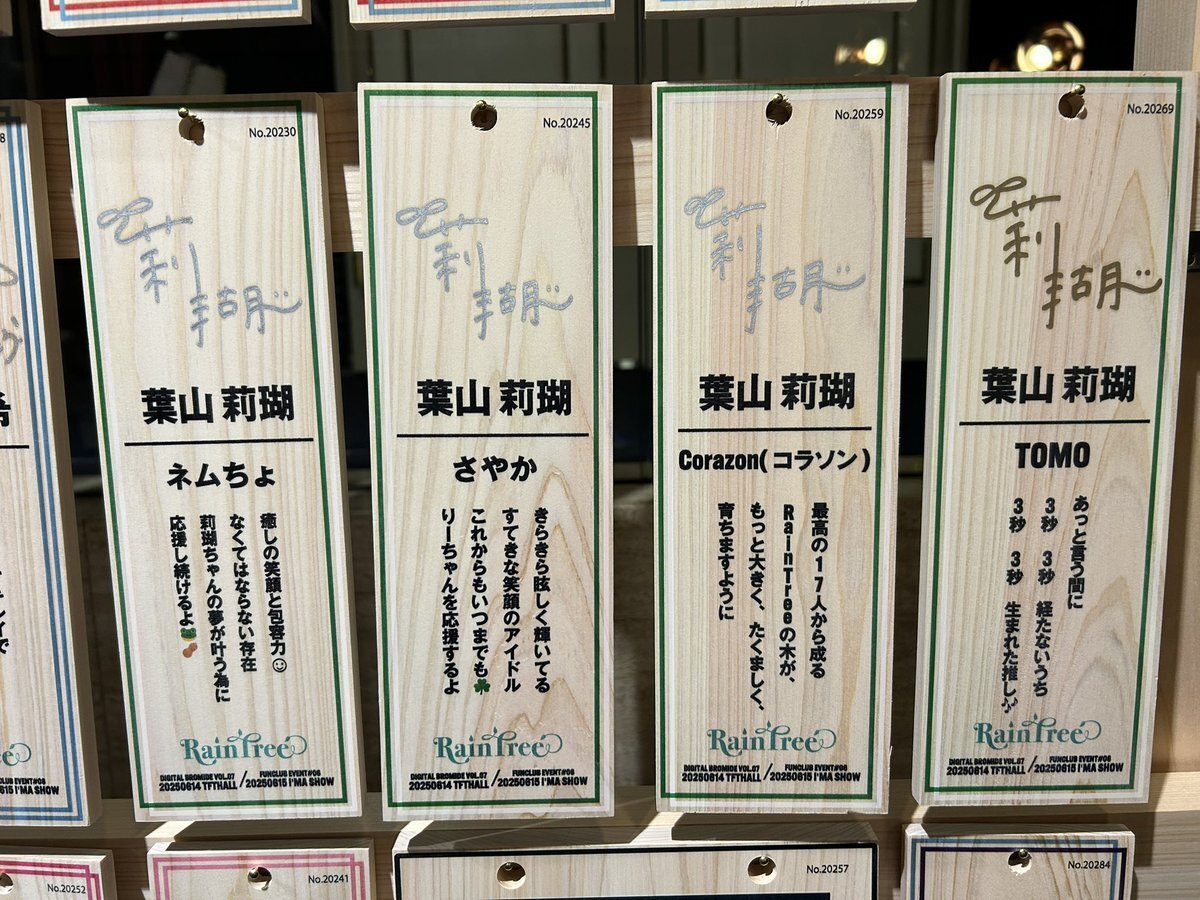 No.20230
莉瑚
葉山 莉瑚
ネムちょ
癒しの笑顔と包容力☺
なくてはならない存在
莉瑚ちゃんの夢が叶う為に
応援し続けるよ🐸🥜
RainTree
DIGITAL BROMIDE VOL.07
20250614 TFTHALL
/
FUNCLUB EVENT#06
20250615 I'MA SHOW
No.20245
莉瑚
葉山 莉瑚
さやか
きらきら眩しく輝いてる
すてきな笑顔のアイドル
これからもいつまでも☘
りーちゃんを応援するよ
RainTree
DIGITAL BROMIDE VOL.07
20250614 TFTHALL
/
FUNCLUB EVENT#06
20250615 I'MA SHOW
No.20259
莉瑚
葉山 莉瑚
Corazon(コラソン)
最高の17人から成る
RainTreeの木が、
もっと大きく、たくましく、
育ちますように
RainTree
DIGITAL BROMIDE VOL.07
20250614 TFTHALL
/
FUNCLUB EVENT#06
20250615 I'MA SHOW
No.20269
莉瑚
葉山 莉瑚
TOMO
あっと言う間に
3秒 3秒 経たないうち
3秒 3秒 生まれた推し🎶
RainTree
DIGITAL BROMIDE VOL.07
20250614 TFTHALL
/
FUNCLUB EVENT#06
20250615 I'MA SHOW
No.20252
No.20241
No.20257
No.20284